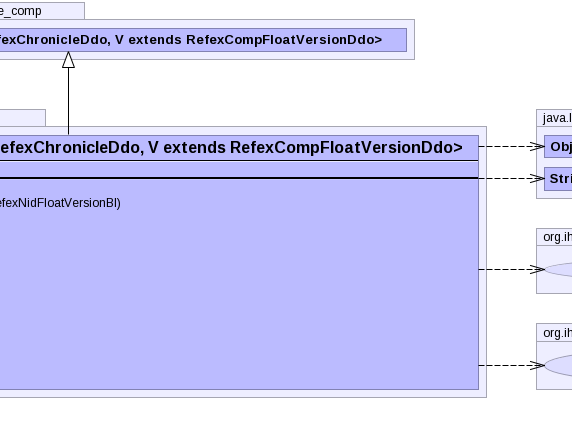 e_comp
efexChronicleDdo, V extends RefexCompFloatVersionDdo>
java.l
efexChronicleDdo, V extends RefexCompFloatVersionDdo>
Obj
Stri
efexNidFloatVersionBI)
org.ih
org.ih